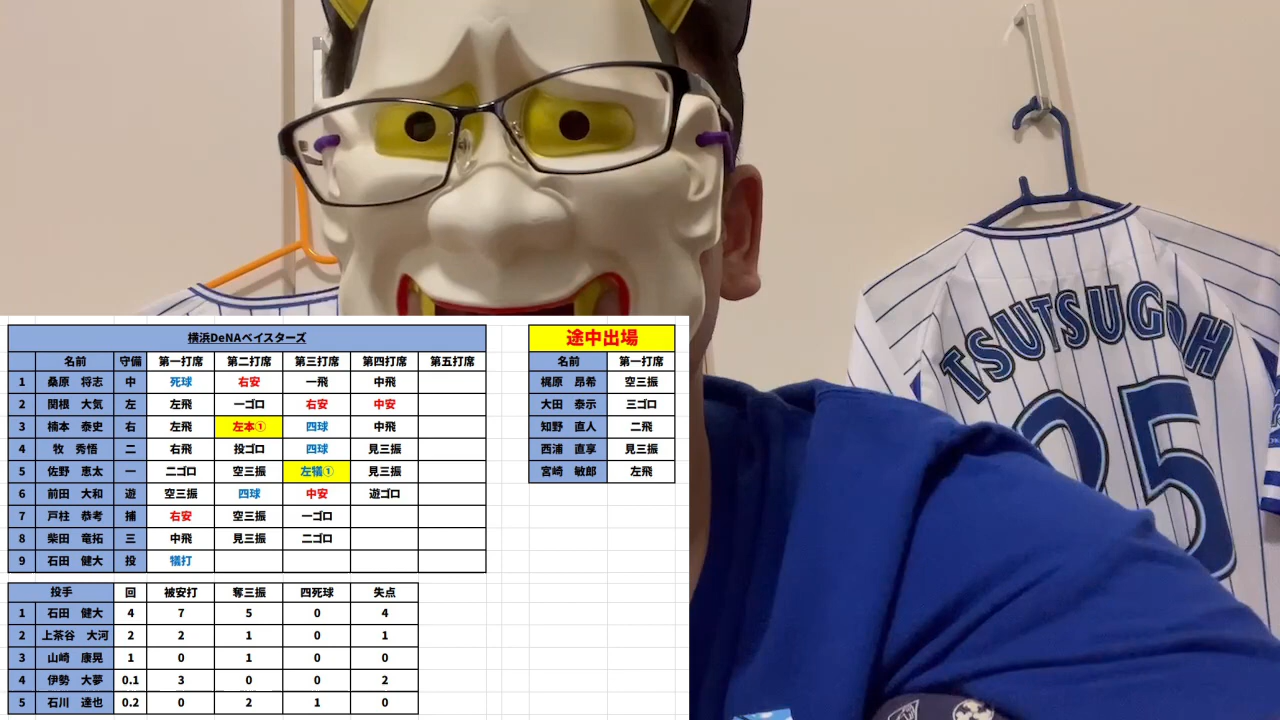 TSUTSUGOH
25
横浜DeNAベイスターズ
名前 守備 第一打席 第二打席 第三打席 第四打席 第五打席
1 桑原 将志 中 死球 右安 一飛 中飛
2 関根 大気 左 左飛 一ゴロ 右安 中安
3 楠本 泰史 右 左飛 左本① 四球 中飛
4 牧 秀悟 二 右飛 投ゴロ 四球 見三振
5 佐野 恵太 一 二ゴロ 空三振 左犠① 見三振
6 前田 大和 遊 空三振 四球 中安 遊ゴロ
7 戸柱 恭考 捕 右安 空三振 一ゴロ
8 柴田 竜拓 三 中飛 見三振 二ゴロ
9 石田 健大 投 犠打
途中出場
名前 第一打席
梶原 昂希 空三振
大田 泰示 三ゴロ
知野 直人 二飛
西浦 直享 見三振
宮崎 敏郎 左飛
投手 回 被安打 奪三振 四死球 失点
1 石田 健大 4 7 5 0 4
2 上茶谷 大河 2 2 1 0 1
3 山崎 康晃 1 0 1 0 0
4 伊勢 大夢 0.1 3 0 0 2
5 石川 達也 0.2 0 2 1 0